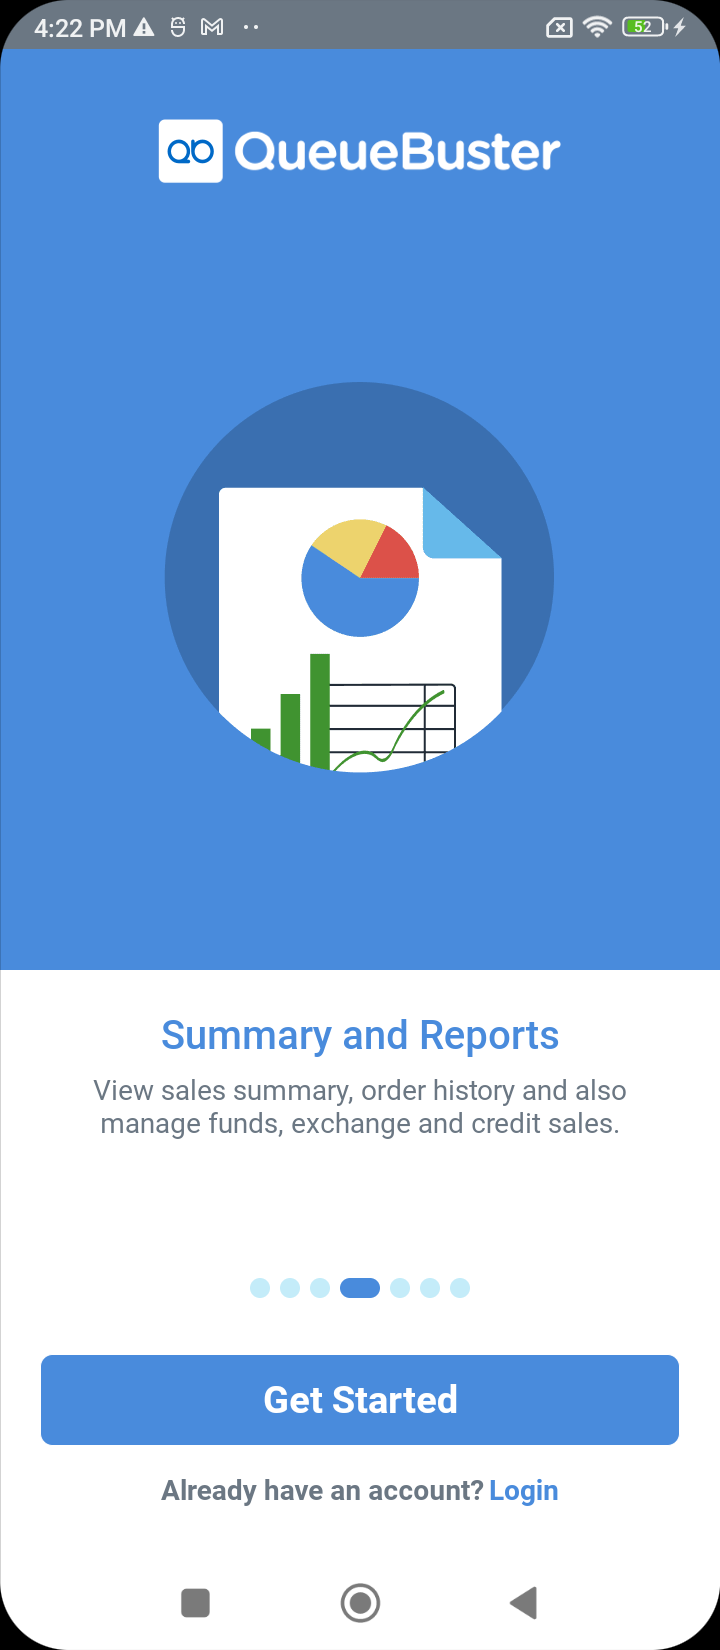 4:22 PM
52
QueueBuster
Summary and Reports
View sales summary, order history and also
manage funds, exchange and credit sales.
Get Started
Already have an account? Login